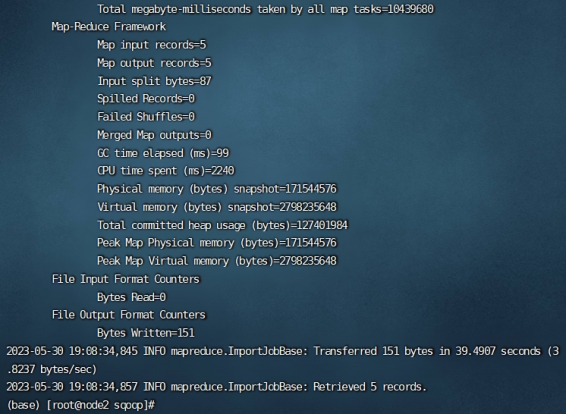 Total megabyte-milliseconds taken by all map tasks=10439680
Map-Reduce Framework
Map input records=5
Map output records=5
Input split bytes=87
Spilled Records=0
Failed Shuffles=0
Merged Map outputs=0
GC time elapsed (ms)=99
CPU time spent (ms)=2240
Physical memory (bytes) snapshot=171544576
Virtual memory (bytes) snapshot=2798235648
Total committed heap usage (bytes)=127401984
Peak Map Physical memory (bytes)=171544576
Peak Map Virtual memory (bytes)=2798235648
File Input Format Counters
Bytes Read=0
File Output Format Counters
Bytes Written=151
2023-05-30 19:08:34,845 INFO mapreduce.ImportJobBase: Transferred 151 bytes in 39.4907 seconds (3
.8237 bytes/sec)
2023-05-30 19:08:34,857 INFO mapreduce.ImportJobBase: Retrieved 5 records.
(base) [root@node2 sqoop]#